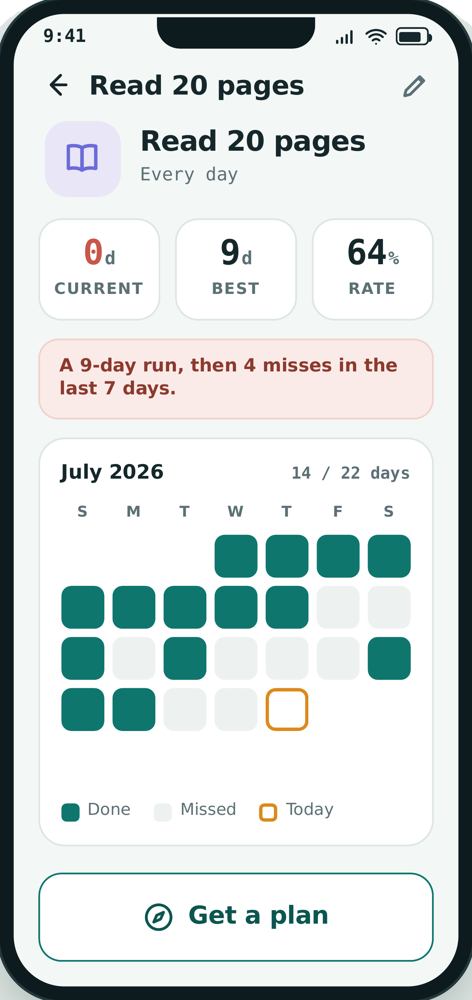 9:41
Read 20 pages
Read 20 pages
Every day
0d
9d
64%
CURRENT
BEST
RATE
A 9-day run, then 4 misses in the
last 7 days.
July 2026
14 / 22 days
S M T W T F S
Done
Missed
Today
Get a plan